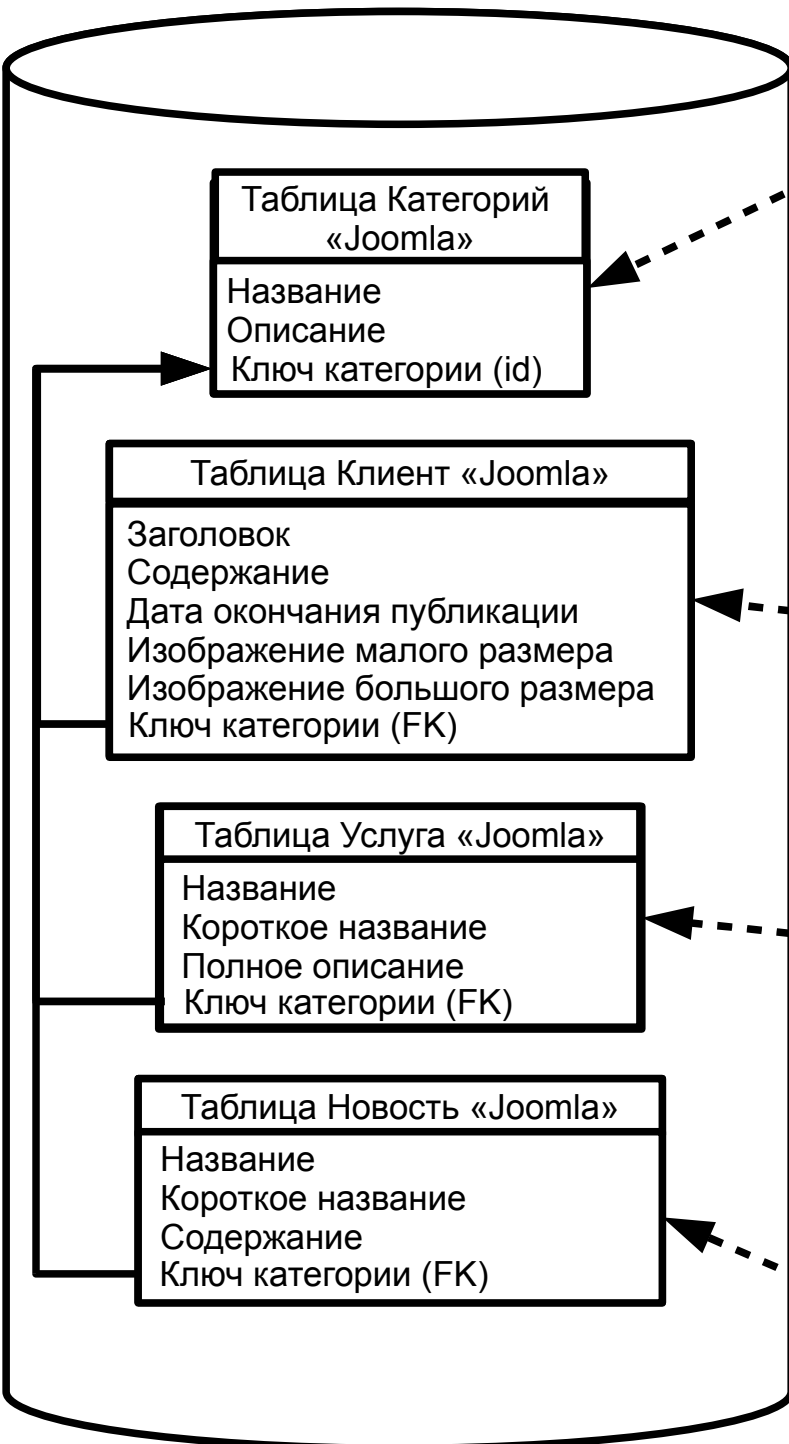 Таблица Категорий
«Joomla»
Название
Описание
Ключ категории (id)
Таблица Клиент «Joomla»
Заголовок
Содержание
Дата окончания публикации
Изображение малого размера
Изображение большого размера
Ключ категории (FK)
Таблица Услуга «Joomla»
Название
Короткое название
Полное описание
Ключ категории (FK)
Таблица Новость «Joomla»
Название
Короткое название
Содержание
Ключ категории (FK)